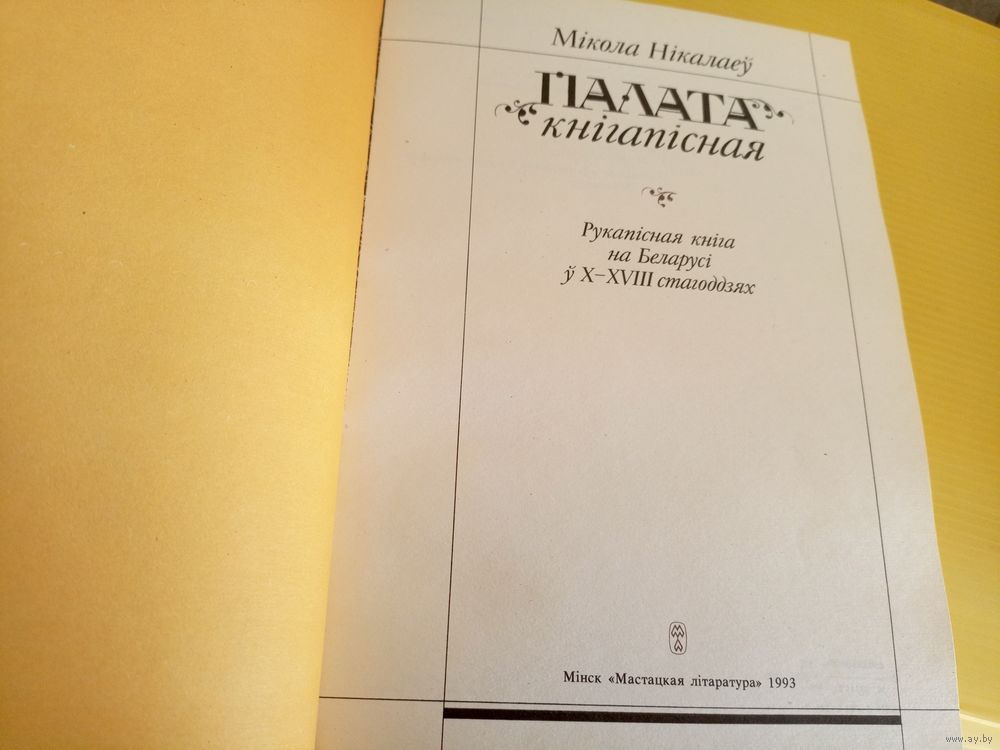 Мікола Нікалаеў
ПАЛАТА
кнігапісная
Рукапісная кніга
на Беларусі
ў X–XVIII стагоддзях
Мінск «Мастацкая літаратура» 1993
www.ay.by